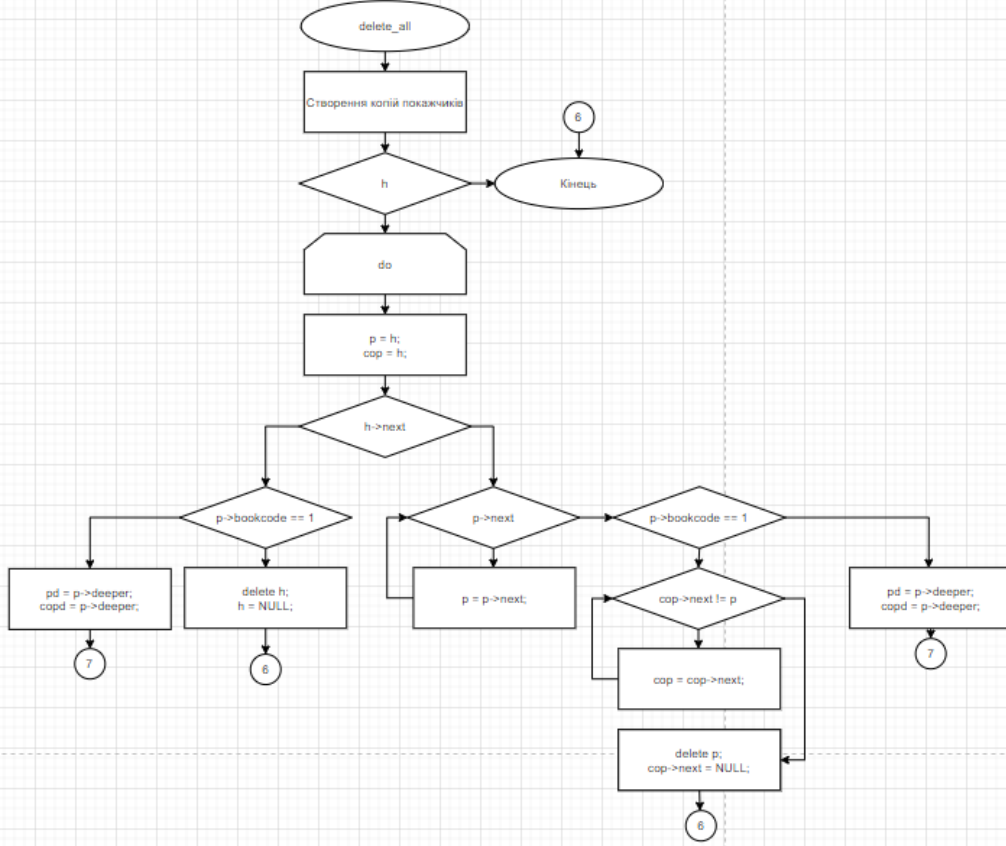 delete_all
Створення копій покажчиків
6
h
Кінець
do
p = h;
cop = h;
h->next
p->bookcode == 1
p->next
p->bookcode == 1
pd = p->deeper;
copd = p->deeper;
delete h;
h = NULL;
p = p->next;
cop->next != p
pd = p->deeper;
copd = p->deeper;
7
6
7
cop = cop->next;
delete p;
cop->next = NULL;
6